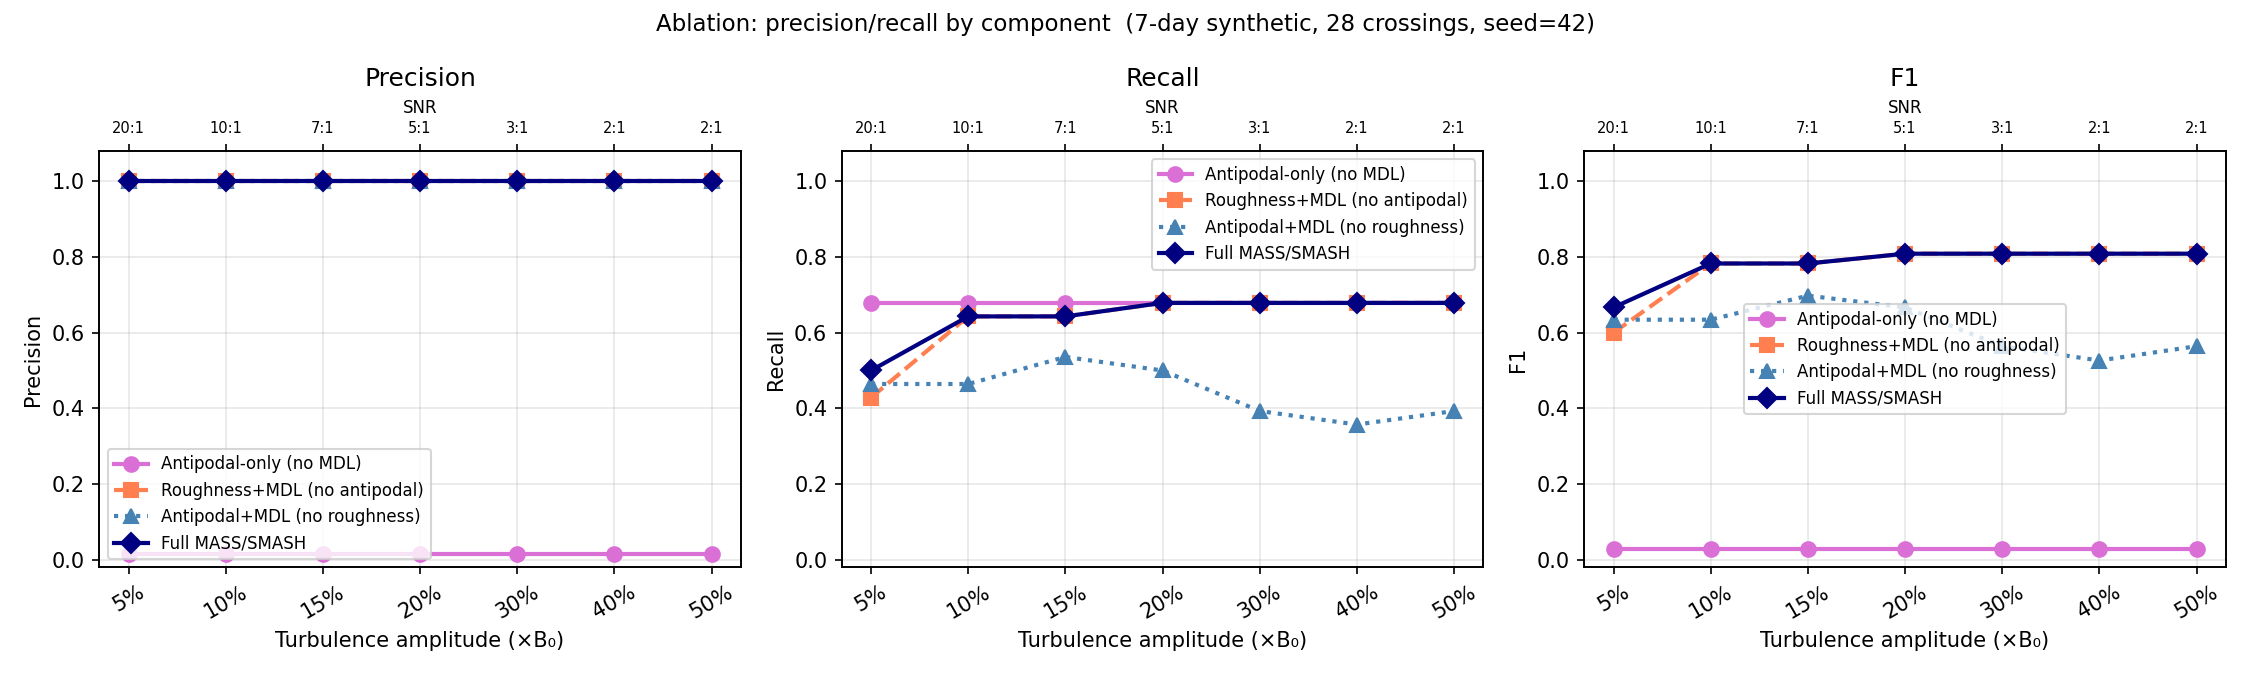 Ablation: precision/recall by component  (7-day synthetic, 28 crossings, seed=42)
Precision
SNR
20:1 10:1 7:1 5:1 3:1 2:1 2:1
Precision
1.0
0.8
0.6
0.4
0.2
0.0
Antipodal-only (no MDL)
Roughness+MDL (no antipodal)
Antipodal+MDL (no roughness)
Full MASS/SMASH
5% 10% 15% 20% 30% 40% 50%
Turbulence amplitude (×B₀)
Recall
SNR
20:1 10:1 7:1 5:1 3:1 2:1 2:1
Recall
1.0
0.8
0.6
0.4
0.2
0.0
Antipodal-only (no MDL)
Roughness+MDL (no antipodal)
Antipodal+MDL (no roughness)
Full MASS/SMASH
5% 10% 15% 20% 30% 40% 50%
Turbulence amplitude (×B₀)
F1
SNR
20:1 10:1 7:1 5:1 3:1 2:1 2:1
F1
1.0
0.8
0.6
0.4
0.2
0.0
Antipodal-only (no MDL)
Roughness+MDL (no antipodal)
Antipodal+MDL (no roughness)
Full MASS/SMASH
5% 10% 15% 20% 30% 40% 50%
Turbulence amplitude (×B₀)